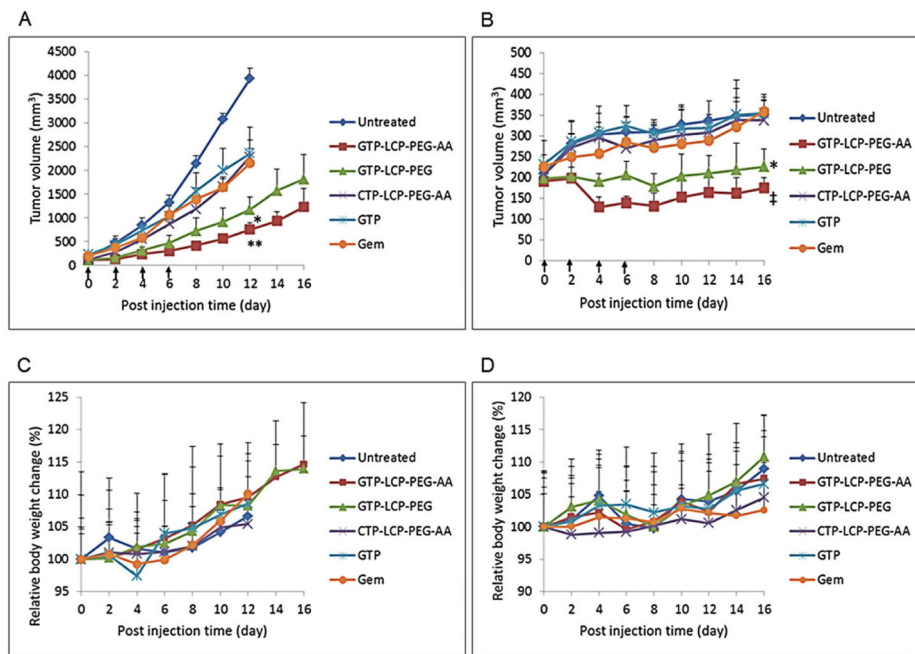 A
4500
4000
3500
3000
2500
2000
1500
1000
500
0
Tumor volume (mm³)
0 2 4 6 8 10 12 14 16
Post injection time (day)
*
**
Untreated
GTP-LCP-PEG-AA
GTP-LCP-PEG
CTP-LCP-PEG-AA
GTP
Gem
B
500
450
400
350
300
250
200
150
100
50
0
Tumor volume (mm³)
0 2 4 6 8 10 12 14 16
Post injection time (day)
*
‡
Untreated
GTP-LCP-PEG-AA
GTP-LCP-PEG
CTP-LCP-PEG-AA
GTP
Gem
C
125
120
115
110
105
100
95
90
Relative body weight change (%)
0 2 4 6 8 10 12 14 16
Post injection time (day)
Untreated
GTP-LCP-PEG-AA
GTP-LCP-PEG
CTP-LCP-PEG-AA
GTP
Gem
D
120
115
110
105
100
95
90
Relative body weight change (%)
0 2 4 6 8 10 12 14 16
Post injection time (day)
Untreated
GTP-LCP-PEG-AA
GTP-LCP-PEG
CTP-LCP-PEG-AA
GTP
Gem